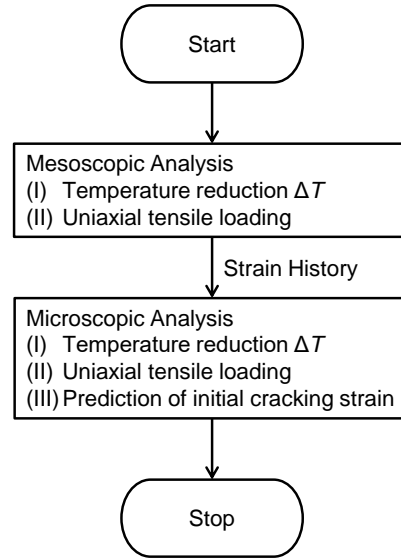 Start
Mesoscopic Analysis
(I) Temperature reduction ΔT
(II) Uniaxial tensile loading
Strain History
Microscopic Analysis
(I) Temperature reduction ΔT
(II) Uniaxial tensile loading
(III) Prediction of initial cracking strain
Stop